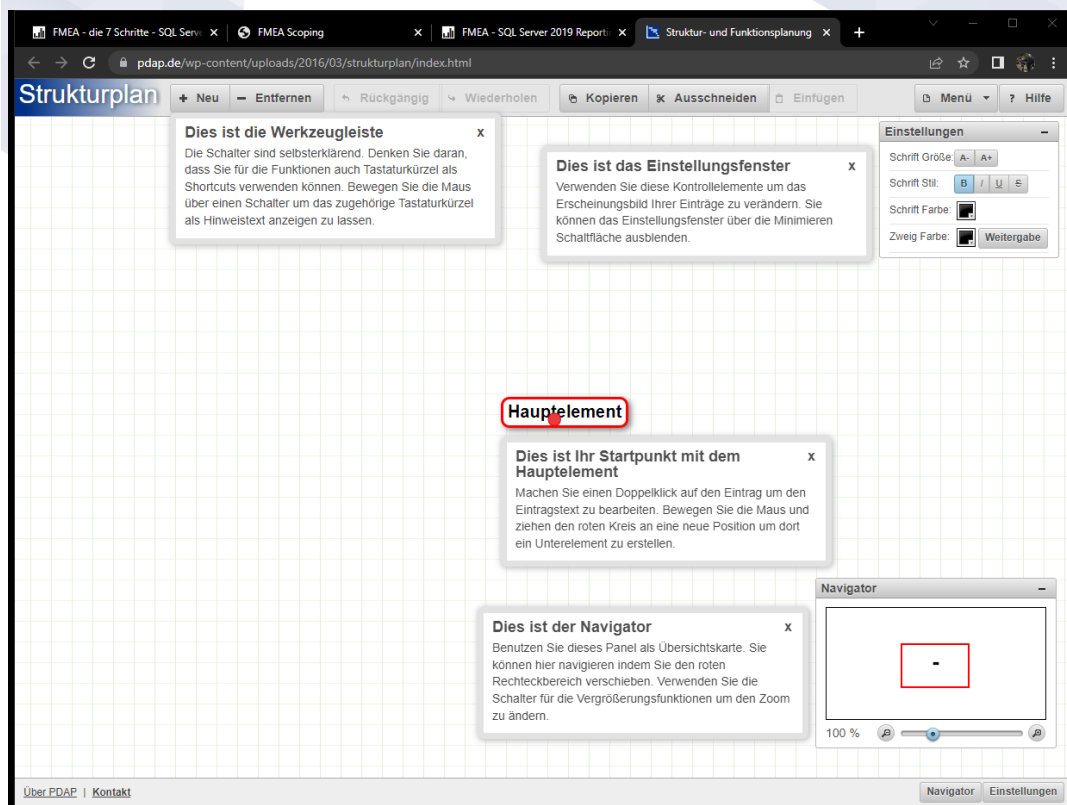 FMEA - die 7 Schritte - SQL Serve
FMEA Scoping
FMEA - SQL Server 2019 Reportin
Struktur- und Funktionsplanung
pdap.de/wp-content/uploads/2016/03/strukturplan/index.html
Strukturplan
+ Neu
− Entfernen
Rückgängig
Wiederholen
Kopieren
Ausschneiden
Einfügen
Menü
? Hilfe
Dies ist die Werkzeugleiste x
Die Schalter sind selbsterklärend. Denken Sie daran,
dass Sie für die Funktionen auch Tastaturkürzel als
Shortcuts verwenden können. Bewegen Sie die Maus
über einen Schalter um das zugehörige Tastaturkürzel
als Hinweistext anzeigen zu lassen.
Dies ist das Einstellungsfenster x
Verwenden Sie diese Kontrollelemente um das
Erscheinungsbild Ihrer Einträge zu verändern. Sie
können das Einstellungsfenster über die Minimieren
Schaltfläche ausblenden.
Einstellungen −
Schrift Größe: A- A+
Schrift Stil: B I U S
Schrift Farbe:
Zweig Farbe: Weitergabe
Hauptelement
Dies ist Ihr Startpunkt mit dem x
Hauptelement
Machen Sie einen Doppelklick auf den Eintrag um den
Eintragstext zu bearbeiten. Bewegen Sie die Maus und
ziehen den roten Kreis an eine neue Position um dort
ein Unterelement zu erstellen.
Dies ist der Navigator x
Benutzen Sie dieses Panel als Übersichtskarte. Sie
können hier navigieren indem Sie den roten
Rechteckbereich verschieben. Verwenden Sie die
Schalter für die Vergrößerungsfunktionen um den Zoom
zu ändern.
Navigator −
100 %
Über PDAP | Kontakt
Navigator
Einstellungen